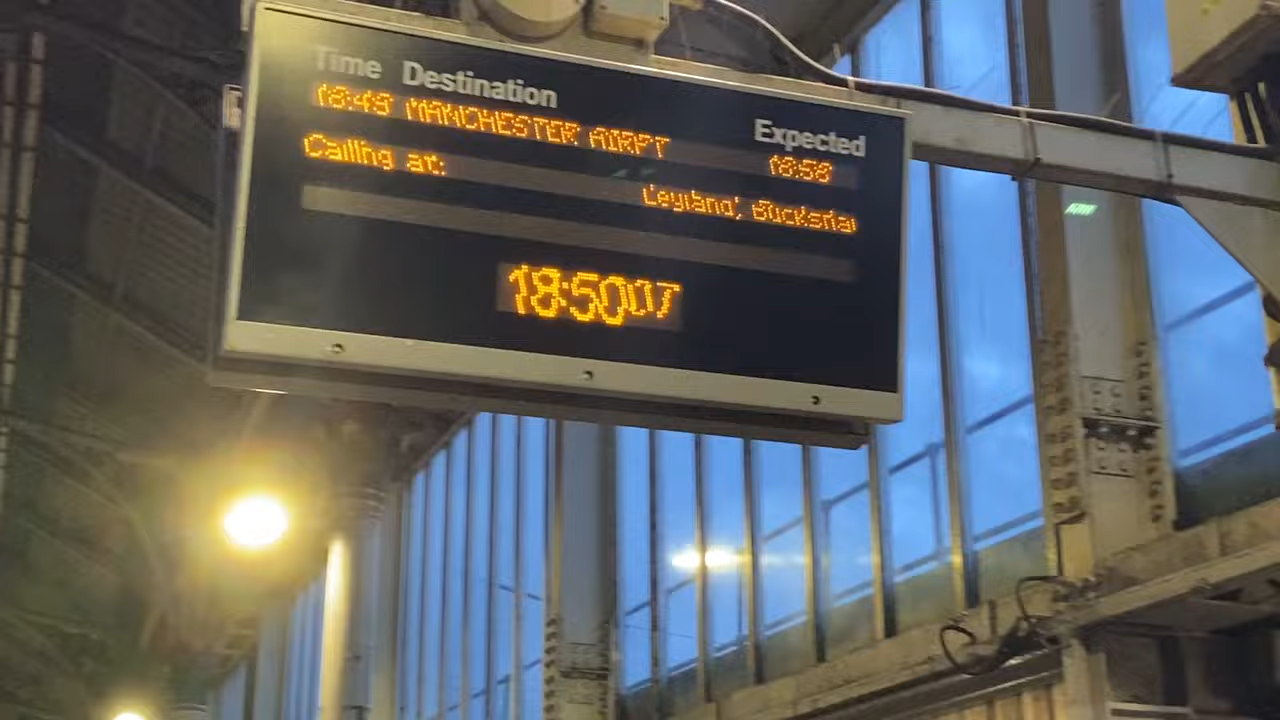 Time Destination Expected
18:49 MANCHESTER AIRPT 18:58
Calling at:
Leyland, Bucksha
18:50 07